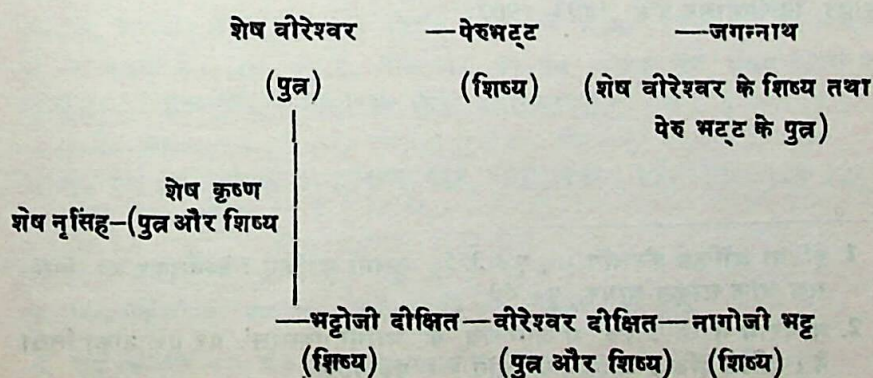 शेष वीरेश्वर —पेरुभट्ट —जगन्नाथ
(पुत्र) (शिष्य) (शेष वीरेश्वर के शिष्य तथा
पेरु भट्ट के पुत्र)
शेष कृष्ण
शेष नृसिंह—(पुत्र और शिष्य
—भट्टोजी दीक्षित—वीरेश्वर दीक्षित—नागोजी भट्ट
(शिष्य) (पुत्र और शिष्य) (शिष्य)